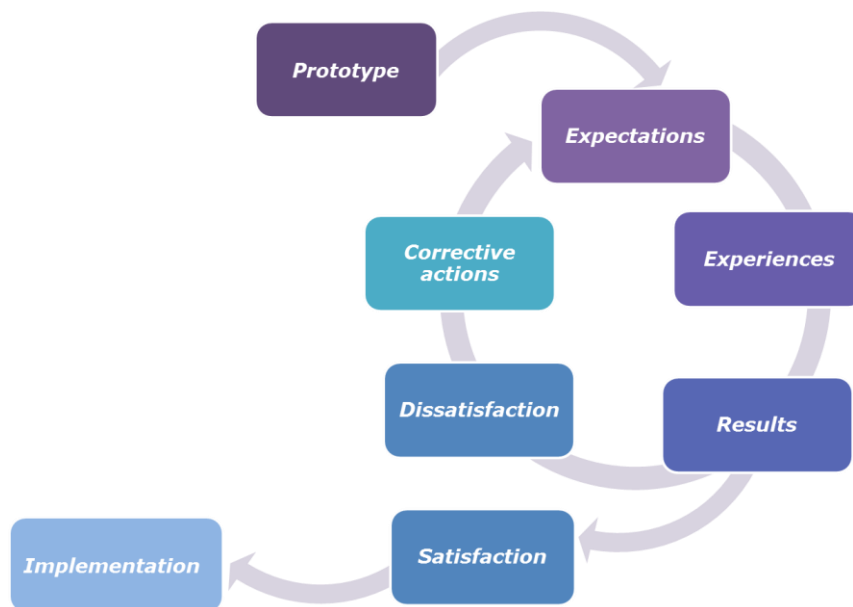 Prototype
Expectations
Experiences
Corrective
actions
Dissatisfaction
Results
Satisfaction
Implementation